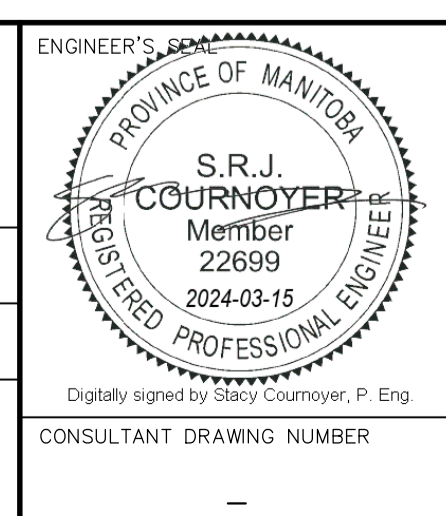 ENGINEER'S SEAL
PROVINCE OF MANITOBA
S.R.J.
COURNOYER
Member
22699
2024-03-15
REGISTERED PROFESSIONAL ENGINEER
Digitally signed by Stacy Cournoyer, P. Eng.
CONSULTANT DRAWING NUMBER
–